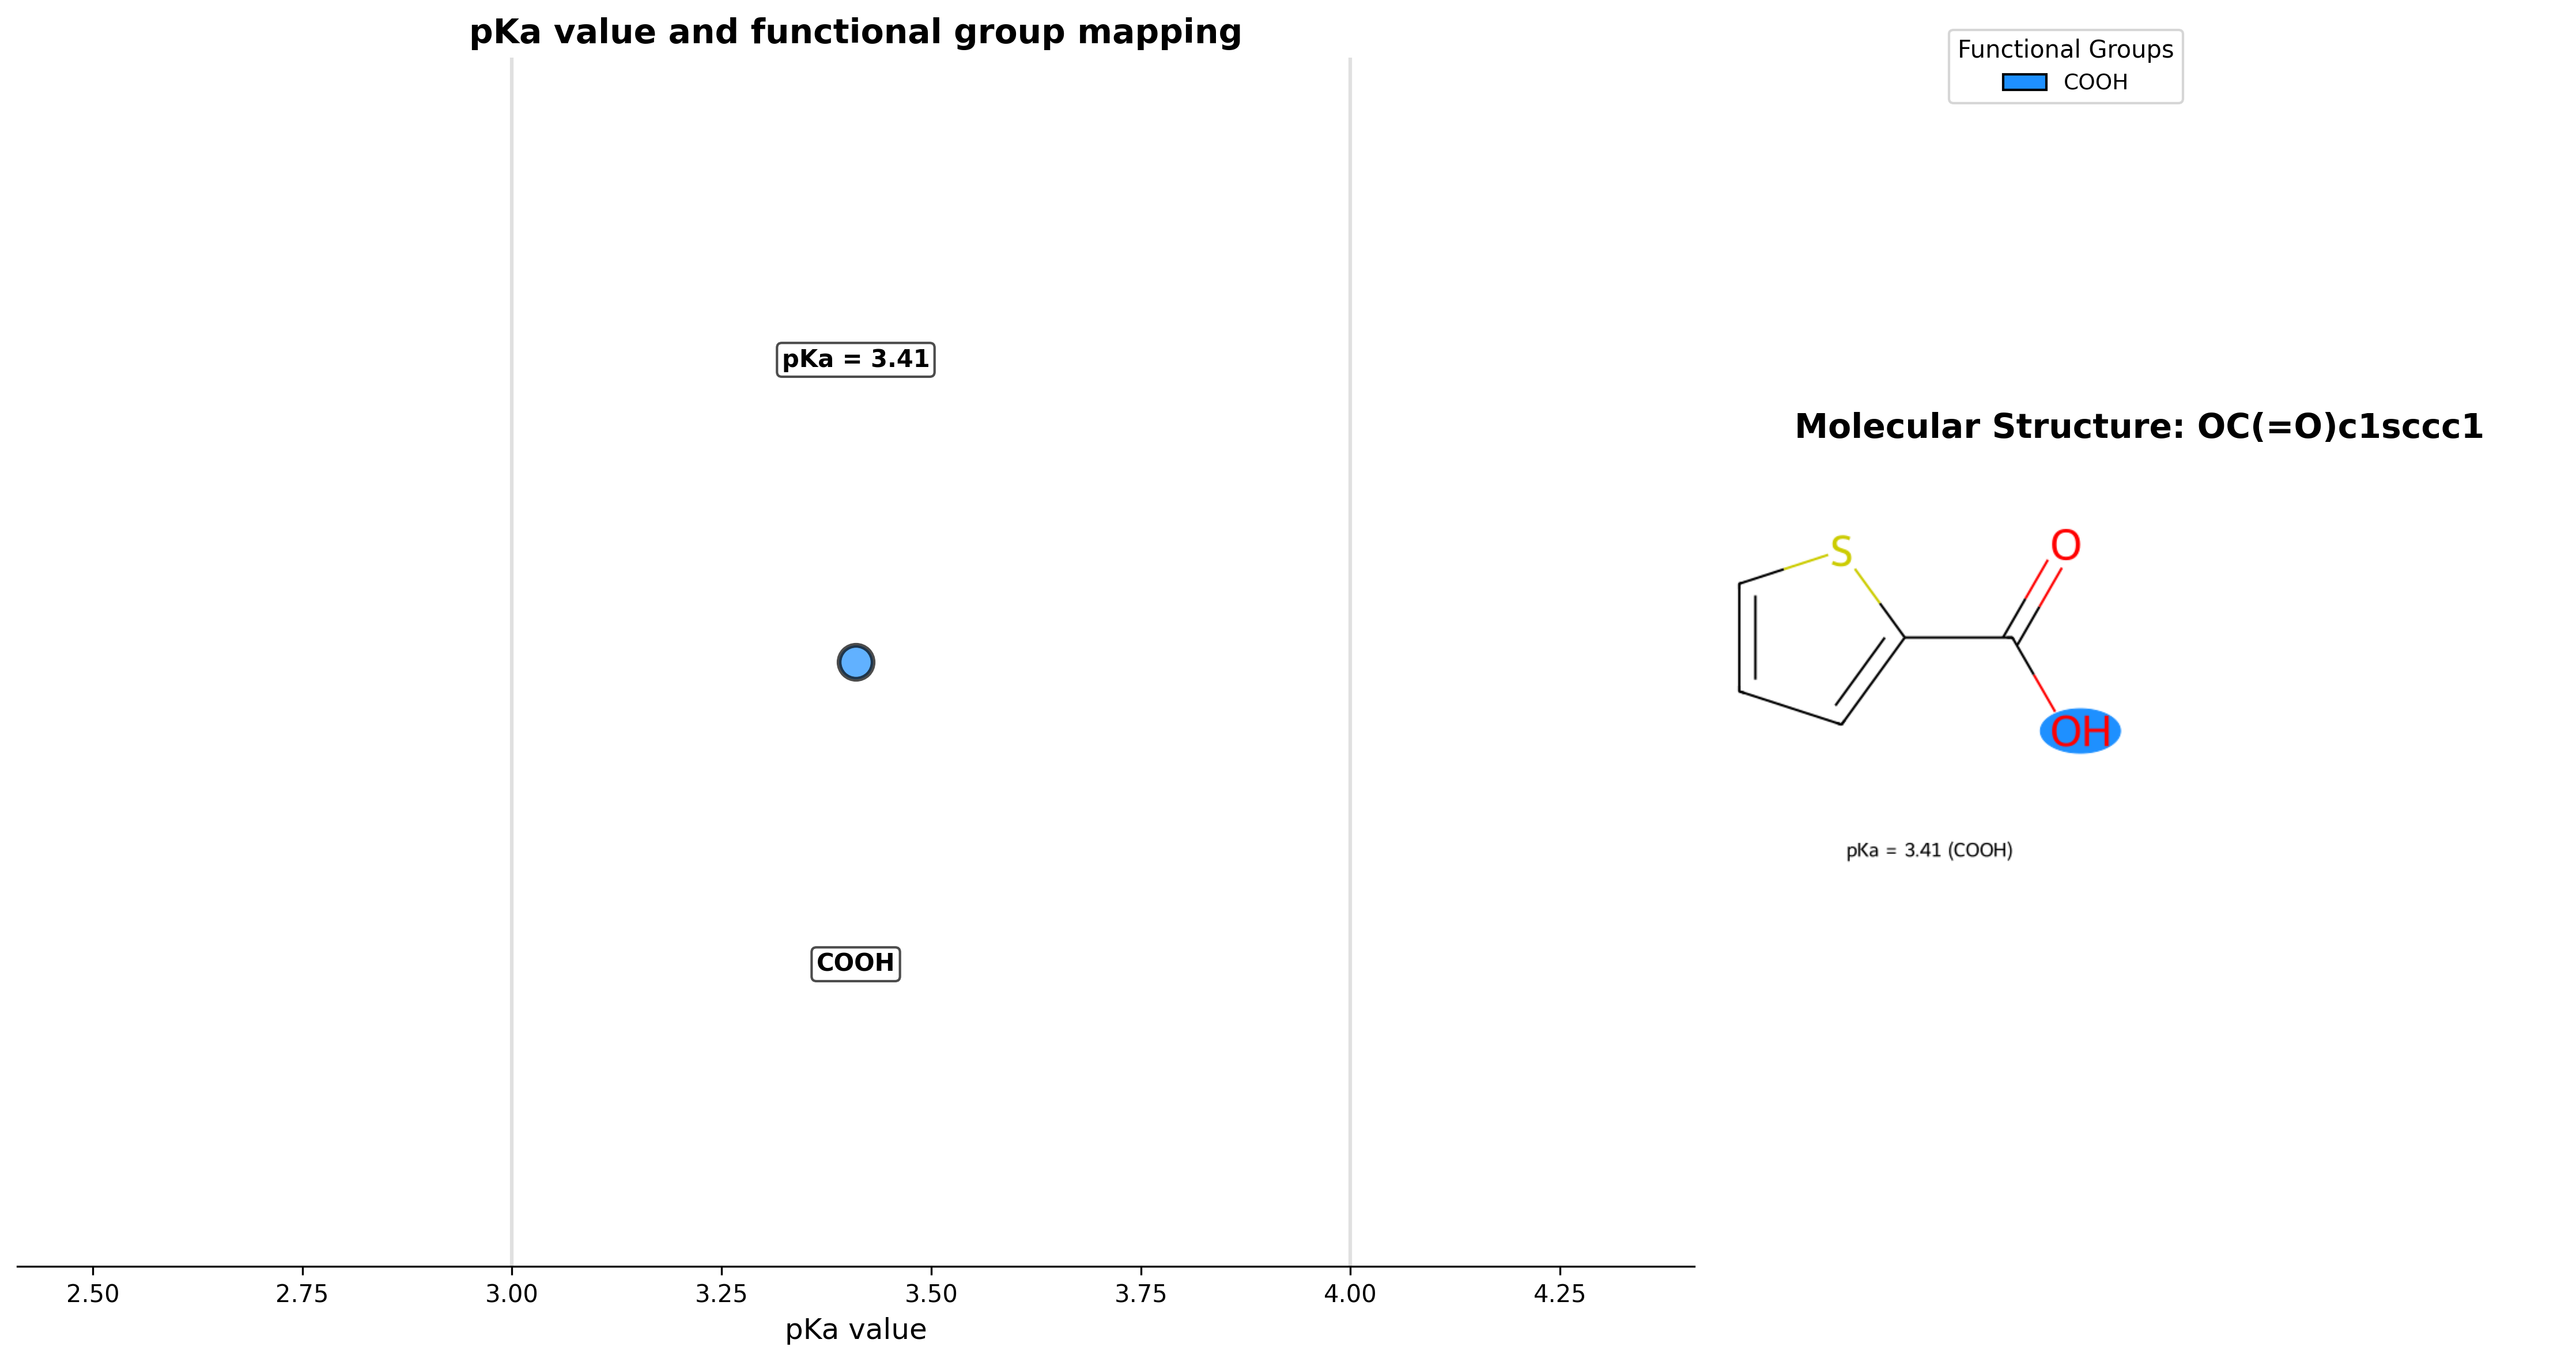 pKa value and functional group mapping
Functional Groups
COOH
pKa = 3.41
Molecular Structure: OC(=O)c1sccc1
S
O
OH
pKa = 3.41 (COOH)
COOH
2.50 2.75 3.00 3.25 3.50 3.75 4.00 4.25
pKa value